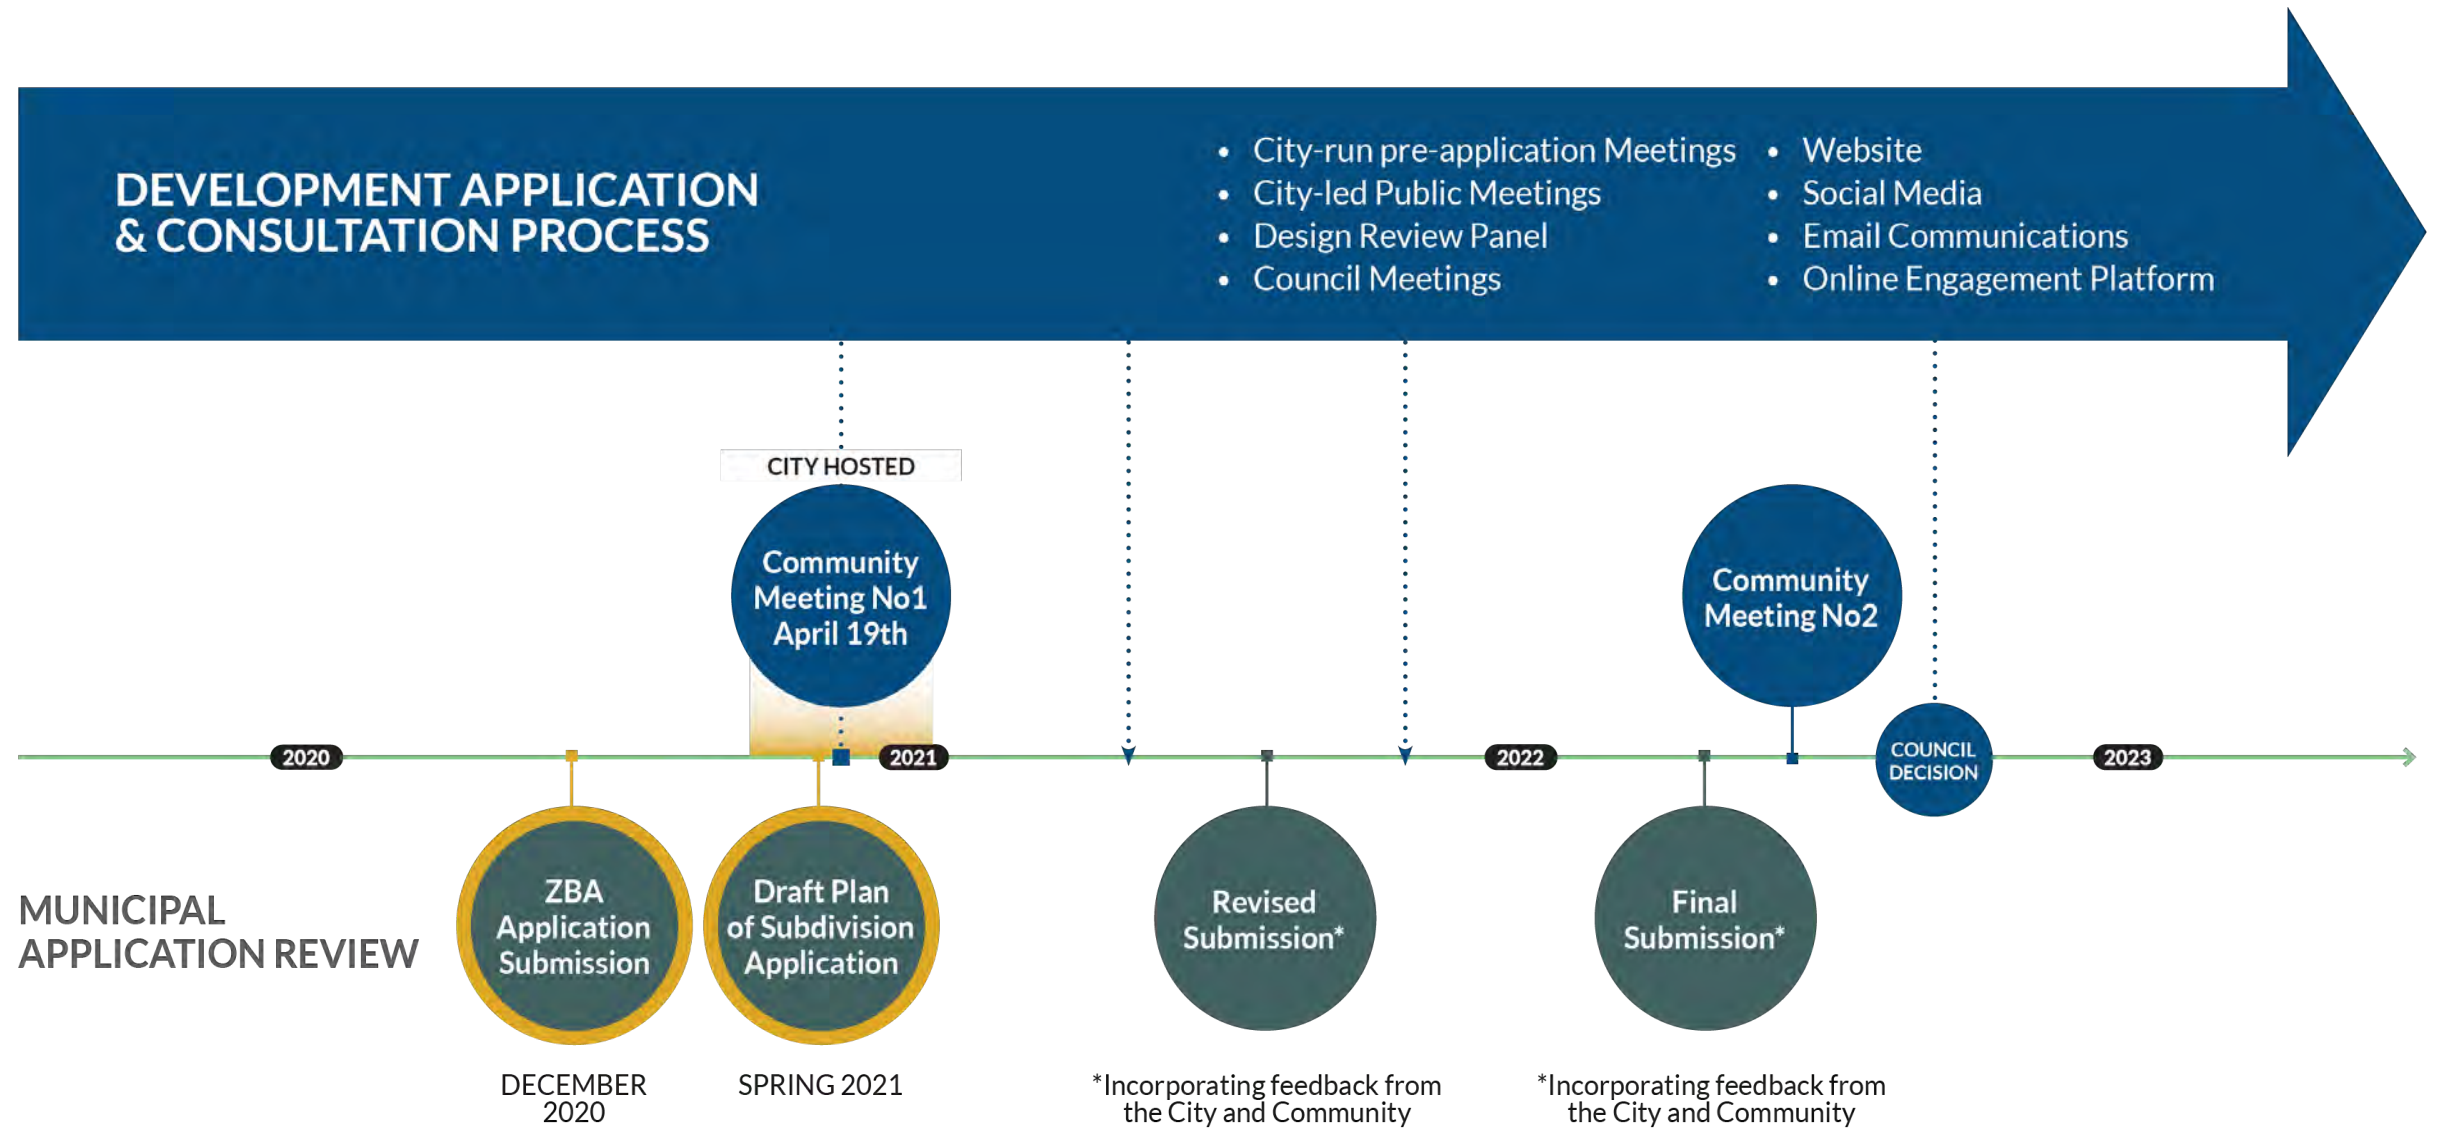 DEVELOPMENT APPLICATION
& CONSULTATION PROCESS
• City-run pre-application Meetings
• City-led Public Meetings
• Design Review Panel
• Council Meetings
• Website
• Social Media
• Email Communications
• Online Engagement Platform
CITY HOSTED
Community
Meeting No1
April 19th
Community
Meeting No2
2020
2021
2022
COUNCIL
DECISION
2023
MUNICIPAL
APPLICATION REVIEW
ZBA
Application
Submission
Draft Plan
of Subdivision
Application
Revised
Submission*
Final
Submission*
DECEMBER
2020
SPRING 2021
*Incorporating feedback from
the City and Community
*Incorporating feedback from
the City and Community